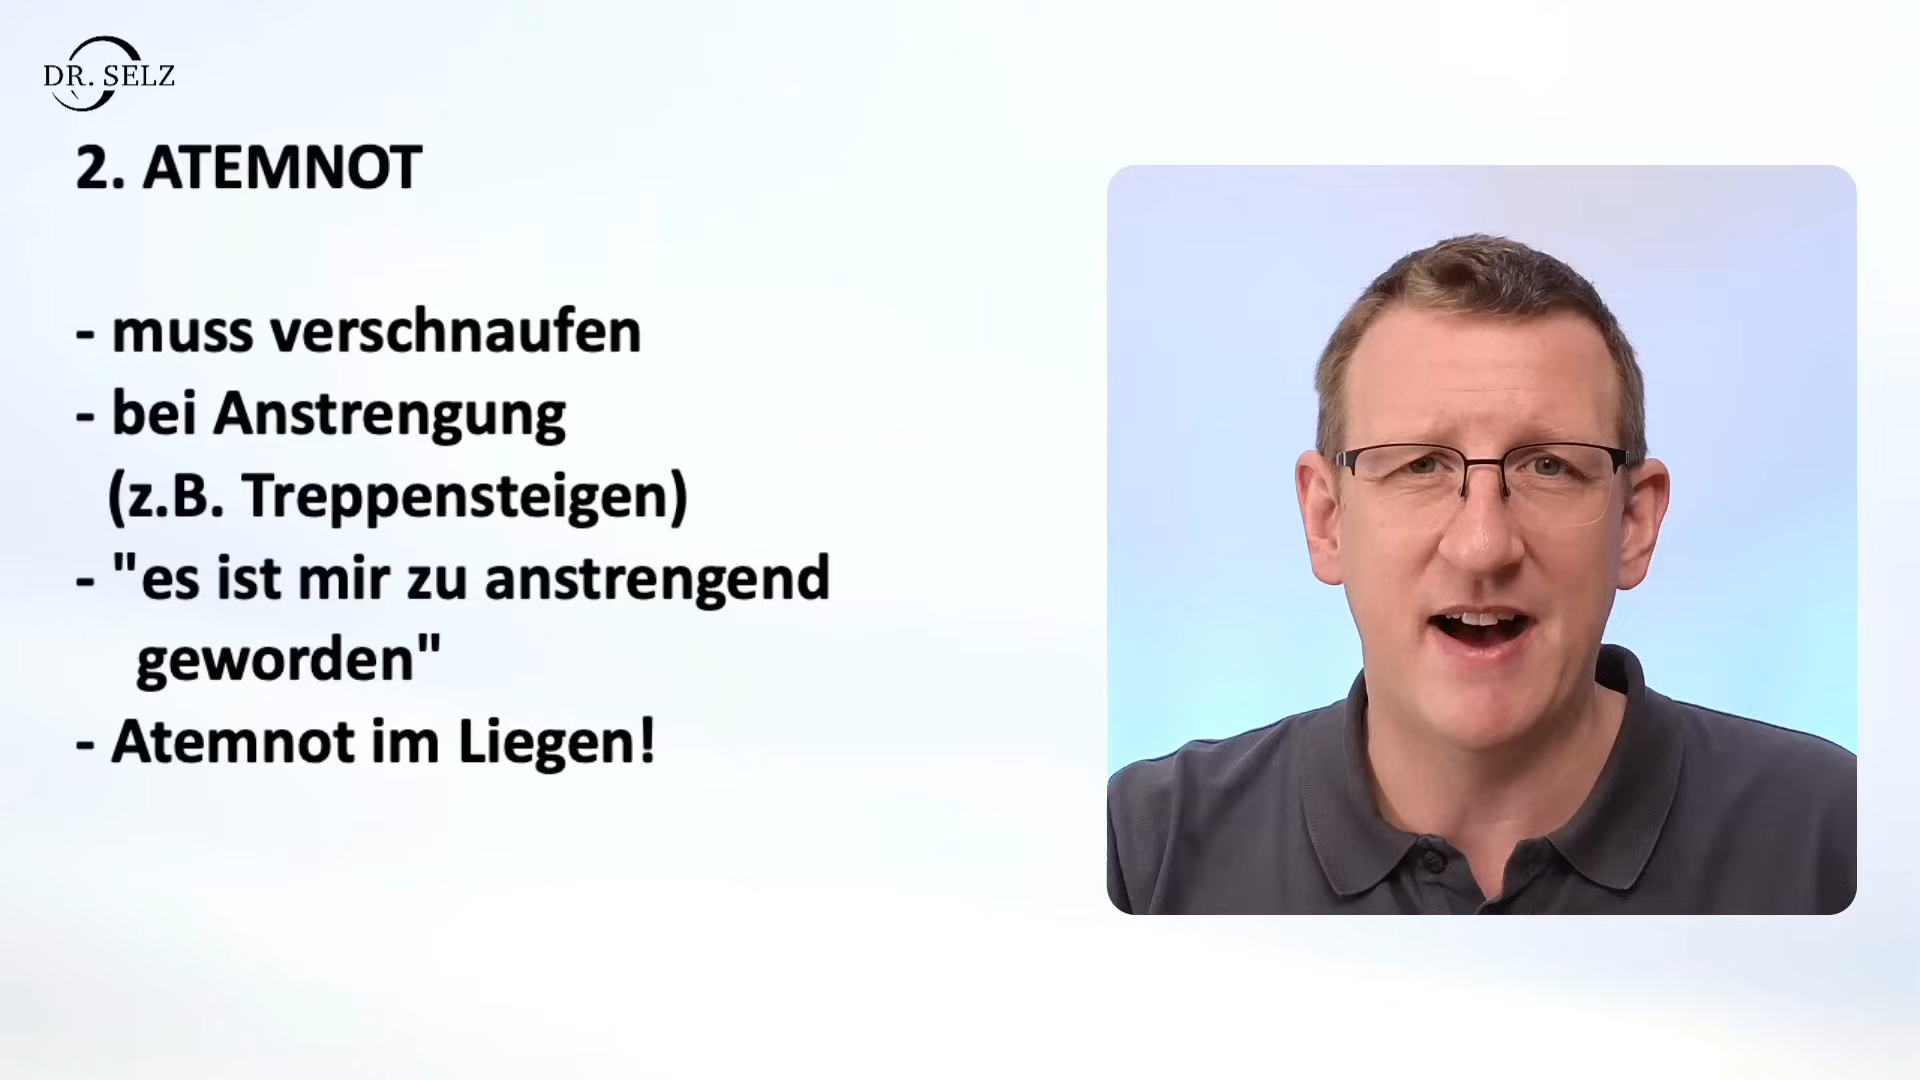 DR. SELZ
2. ATEMNOT
- muss verschnaufen
- bei Anstrengung
(z.B. Treppensteigen)
- "es ist mir zu anstrengend
geworden"
- Atemnot im Liegen!